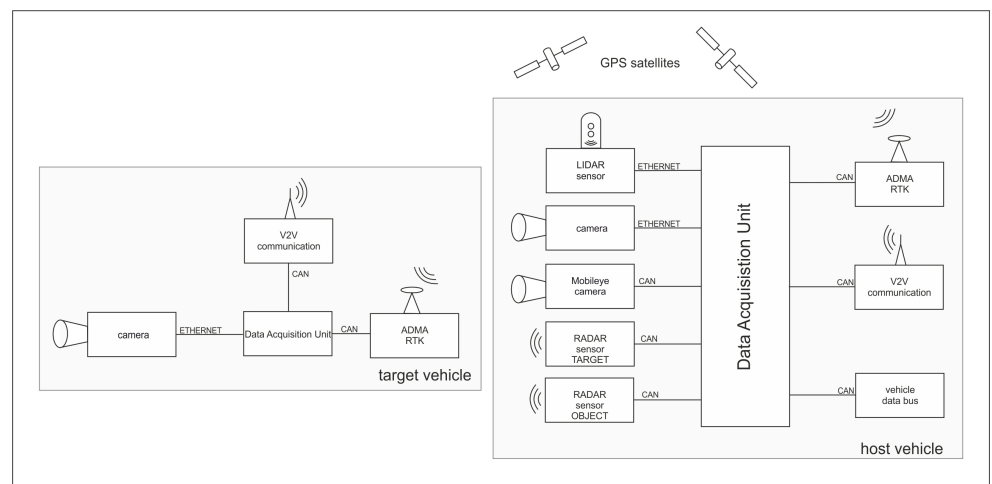 GPS satellites
V2V
communication
CAN
camera
ETHERNET
Data Acquisition Unit
CAN
ADMA
RTK
target vehicle
LIDAR
sensor
ETHERNET
camera
ETHERNET
Mobileye
camera
CAN
RADAR
sensor
TARGET
CAN
RADAR
sensor
OBJECT
CAN
Data Acquisistion Unit
CAN
ADMA
RTK
CAN
V2V
communication
CAN
vehicle
data bus
host vehicle